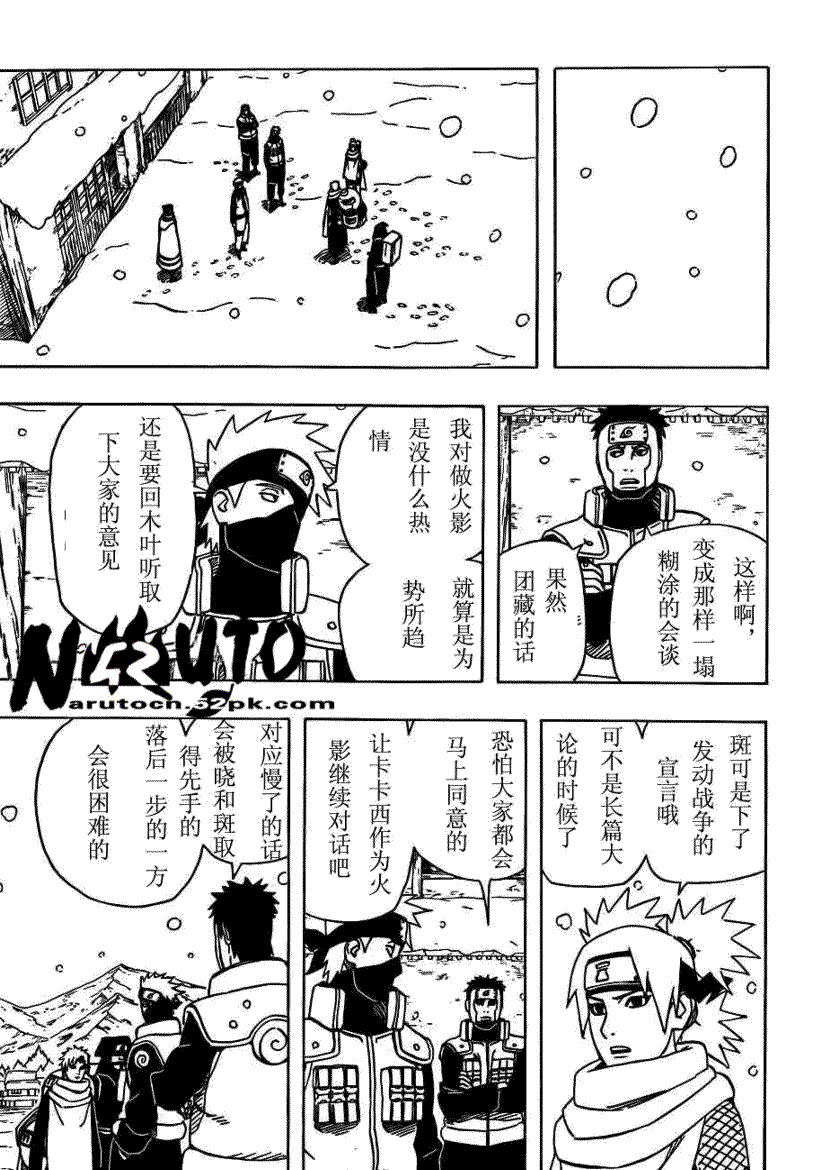 这样啊,
变成那样一塌
糊涂的会谈
果然
团藏的话
我对做火影
是没什么热
情
就算是为
势所趋
还是要回木叶听取
下大家的意见
NARUTO
narutocn.52pk.com
斑可是下了
发动战争的
宣言哦
可不是长篇大
论的时候了
恐怕大家都会
马上同意的
让卡卡西作为火
影继续对话吧
对应慢了的话
会被晓和斑取
得先手的
落后一步的一方
会很困难的